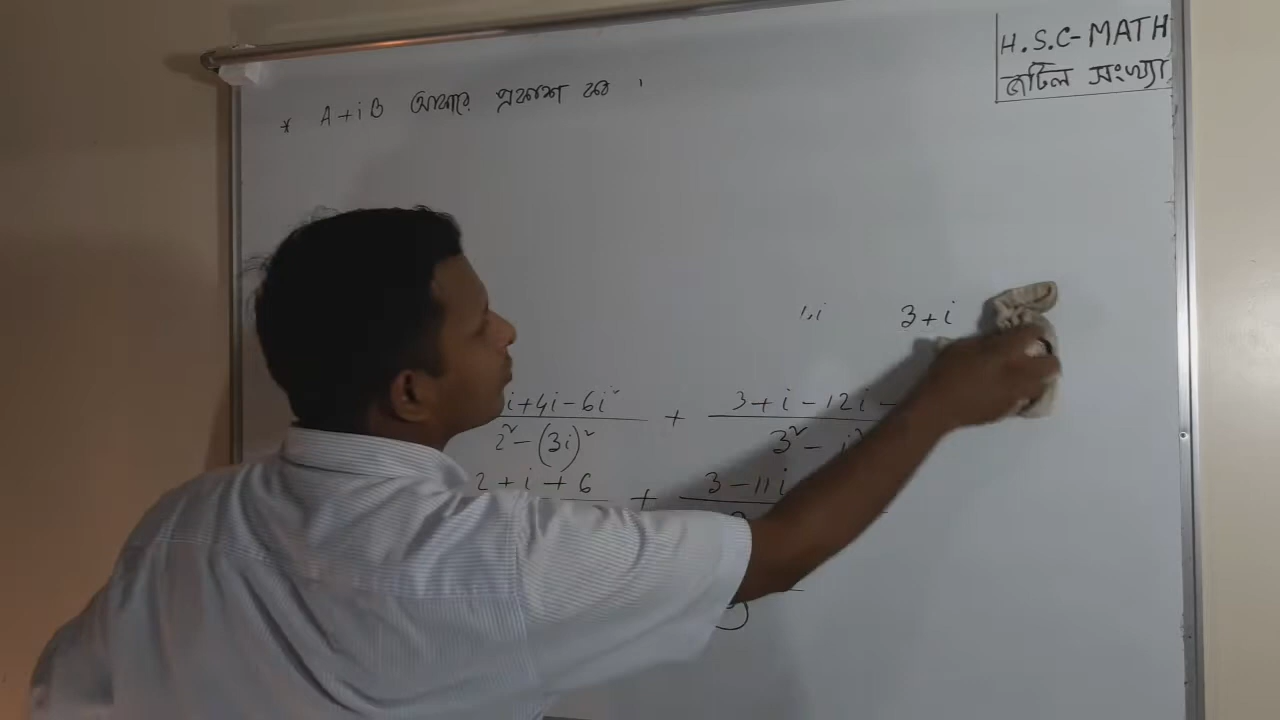 H.S.C-MATH
জটিল সংখ্যা
* A+iB আকারে প্রকাশ কর ।
3+i
i+4i-6i² / 2²-(3i)² + 3+i-12i- / 3²-i²
2+i+6 + 3-11i